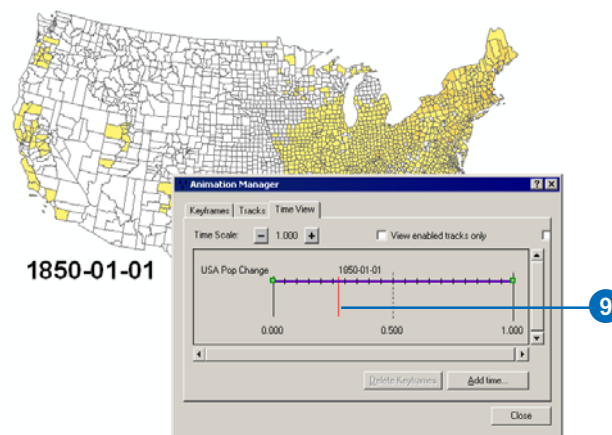 Animation Manager
Keyframes Tracks Time View
Time Scale: - 1.000 + View enabled tracks only
1850-01-01
USA Pop Change 1850-01-01
9
0.000 0.500 1.000
Delete Keyframes Add time...
Close